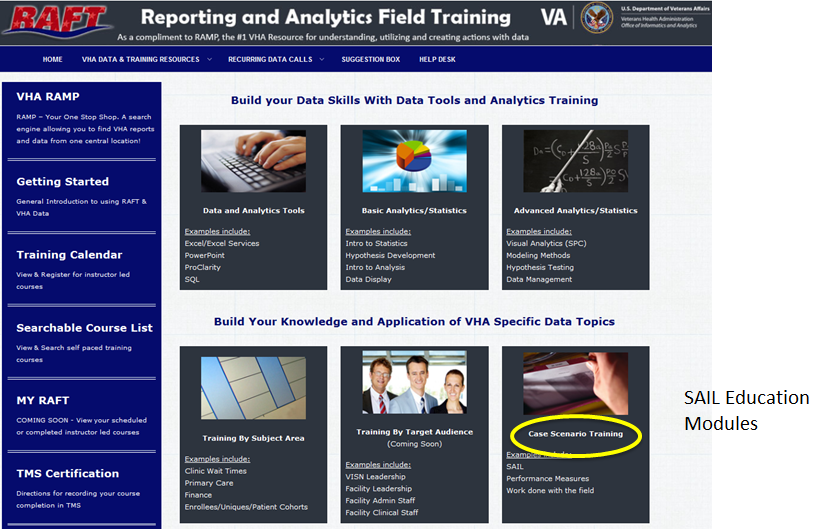 RAFT
Reporting and Analytics Field Training
As a compliment to RAMP, the #1 VHA Resource for understanding, utilizing and creating actions with data
VA
U.S. Department of Veterans Affairs
Veterans Health Administration
Office of Informatics and Analytics
HOME VHA DATA & TRAINING RESOURCES RECURRING DATA CALLS SUGGESTION BOX HELP DESK
VHA RAMP
RAMP – Your One Stop Shop. A search
engine allowing you to find VHA reports
and data from one central location!
Getting Started
General Introduction to using RAFT &
VHA Data
Training Calendar
View & Register for instructor led
courses
Searchable Course List
View & Search self paced training
courses
MY RAFT
COMING SOON - View your scheduled
or completed instructor led courses
TMS Certification
Directions for recording your course
completion in TMS
Build your Data Skills With Data Tools and Analytics Training
Data and Analytics Tools
Examples include:
Excel/Excel Services
PowerPoint
ProClarity
SQL
Basic Analytics/Statistics
Examples include:
Intro to Statistics
Hypothesis Development
Intro to Analysis
Data Display
Advanced Analytics/Statistics
Examples include:
Visual Analytics (SPC)
Modeling Methods
Hypothesis Testing
Data Management
Build Your Knowledge and Application of VHA Specific Data Topics
Training By Subject Area
Examples include:
Clinic Wait Times
Primary Care
Finance
Enrollees/Uniques/Patient Cohorts
Training By Target Audience
(Coming Soon)
Examples include:
VISN Leadership
Facility Leadership
Facility Admin Staff
Facility Clinical Staff
Case Scenario Training
Examples include:
SAIL
Performance Measures
Work done with the field
SAIL Education
Modules